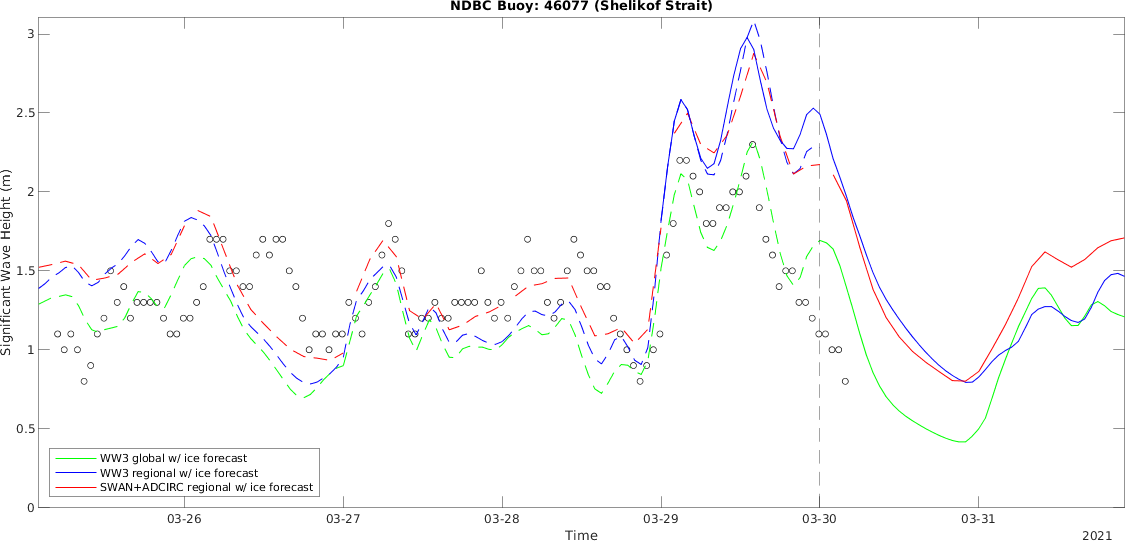 NDBC Buoy: 46077 (Shelikof Strait)
3
2.5
2
1.5
1
0.5
0
Significant Wave Height (m)
WW3 global w/ ice forecast
WW3 regional w/ ice forecast
SWAN+ADCIRC regional w/ ice forecast
03-26
03-27
03-28
03-29
03-30
03-31
Time
2021